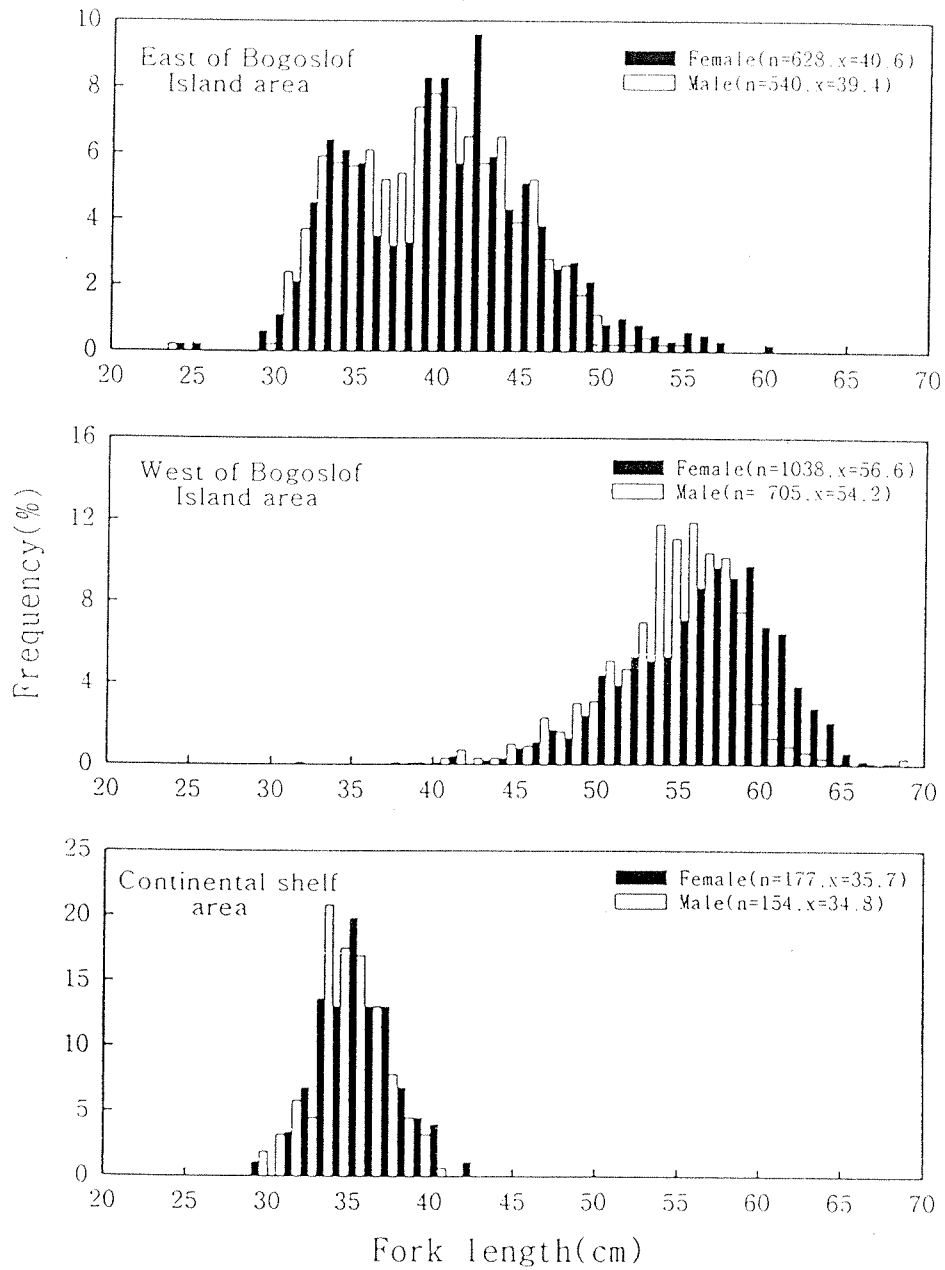 10
8
6
4
2
0
East of Bogoslof
Island area
Female(n=628, x=40.6)
Male(n=540, x=39.4)
20 25 30 35 40 45 50 55 60 65 70
Frequency(%)
16
12
8
4
0
West of Bogoslof
Island area
Female(n=1038, x=56.6)
Male(n= 705, x=54.2)
20 25 30 35 40 45 50 55 60 65 70
25
20
15
10
5
0
Continental shelf
area
Female(n=177, x=35.7)
Male(n=154, x=34.8)
20 25 30 35 40 45 50 55 60 65 70
Fork length(cm)